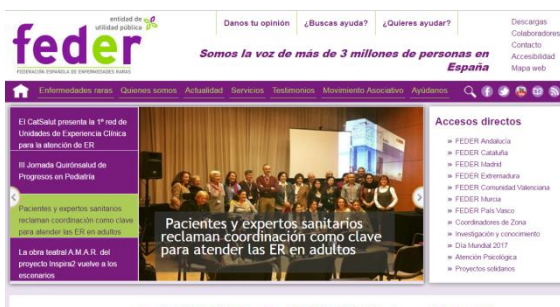 entidad de
utilidad pública
feder
FEDERACIÓN ESPAÑOLA DE ENFERMEDADES RARAS
Danos tu opinión
¿Buscas ayuda?
¿Quieres ayudar?
Somos la voz de más de 3 millones de personas en
España
Descargas
Colaboradores
Contacto
Accesibilidad
Mapa web
Enfermedades raras Quienes somos Actualidad Servicios Testimonios Movimiento Asociativo Ayúdanos
El CatSalut presenta la 1ª red de
Unidades de Experiencia Clínica
para la atención de ER
III Jornada Quirónsalud de
Progresos en Pediatría
Pacientes y expertos sanitarios
reclaman coordinación como clave
para atender las ER en adultos
La obra teatral A.M.A.R. del
proyecto Inspira2 vuelve a los
escenarios
Pacientes y expertos sanitarios
reclaman coordinación como clave
para atender las ER en adultos
Accesos directos
» FEDER Andalucía
» FEDER Cataluña
» FEDER Madrid
» FEDER Extremadura
» FEDER Comunidad Valenciana
» FEDER Murcia
» FEDER País Vasco
» Coordinadores de Zona
» Investigación y conocimiento
» Día Mundial 2017
» Atención Psicológica
» Proyectos solidarios